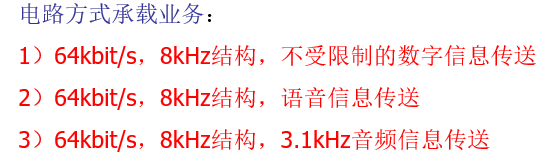 电路方式承载业务：
1）64kbit/s，8kHz结构，不受限制的数字信息传送
2）64kbit/s，8kHz结构，语音信息传送
3）64kbit/s，8kHz结构，3.1kHz音频信息传送